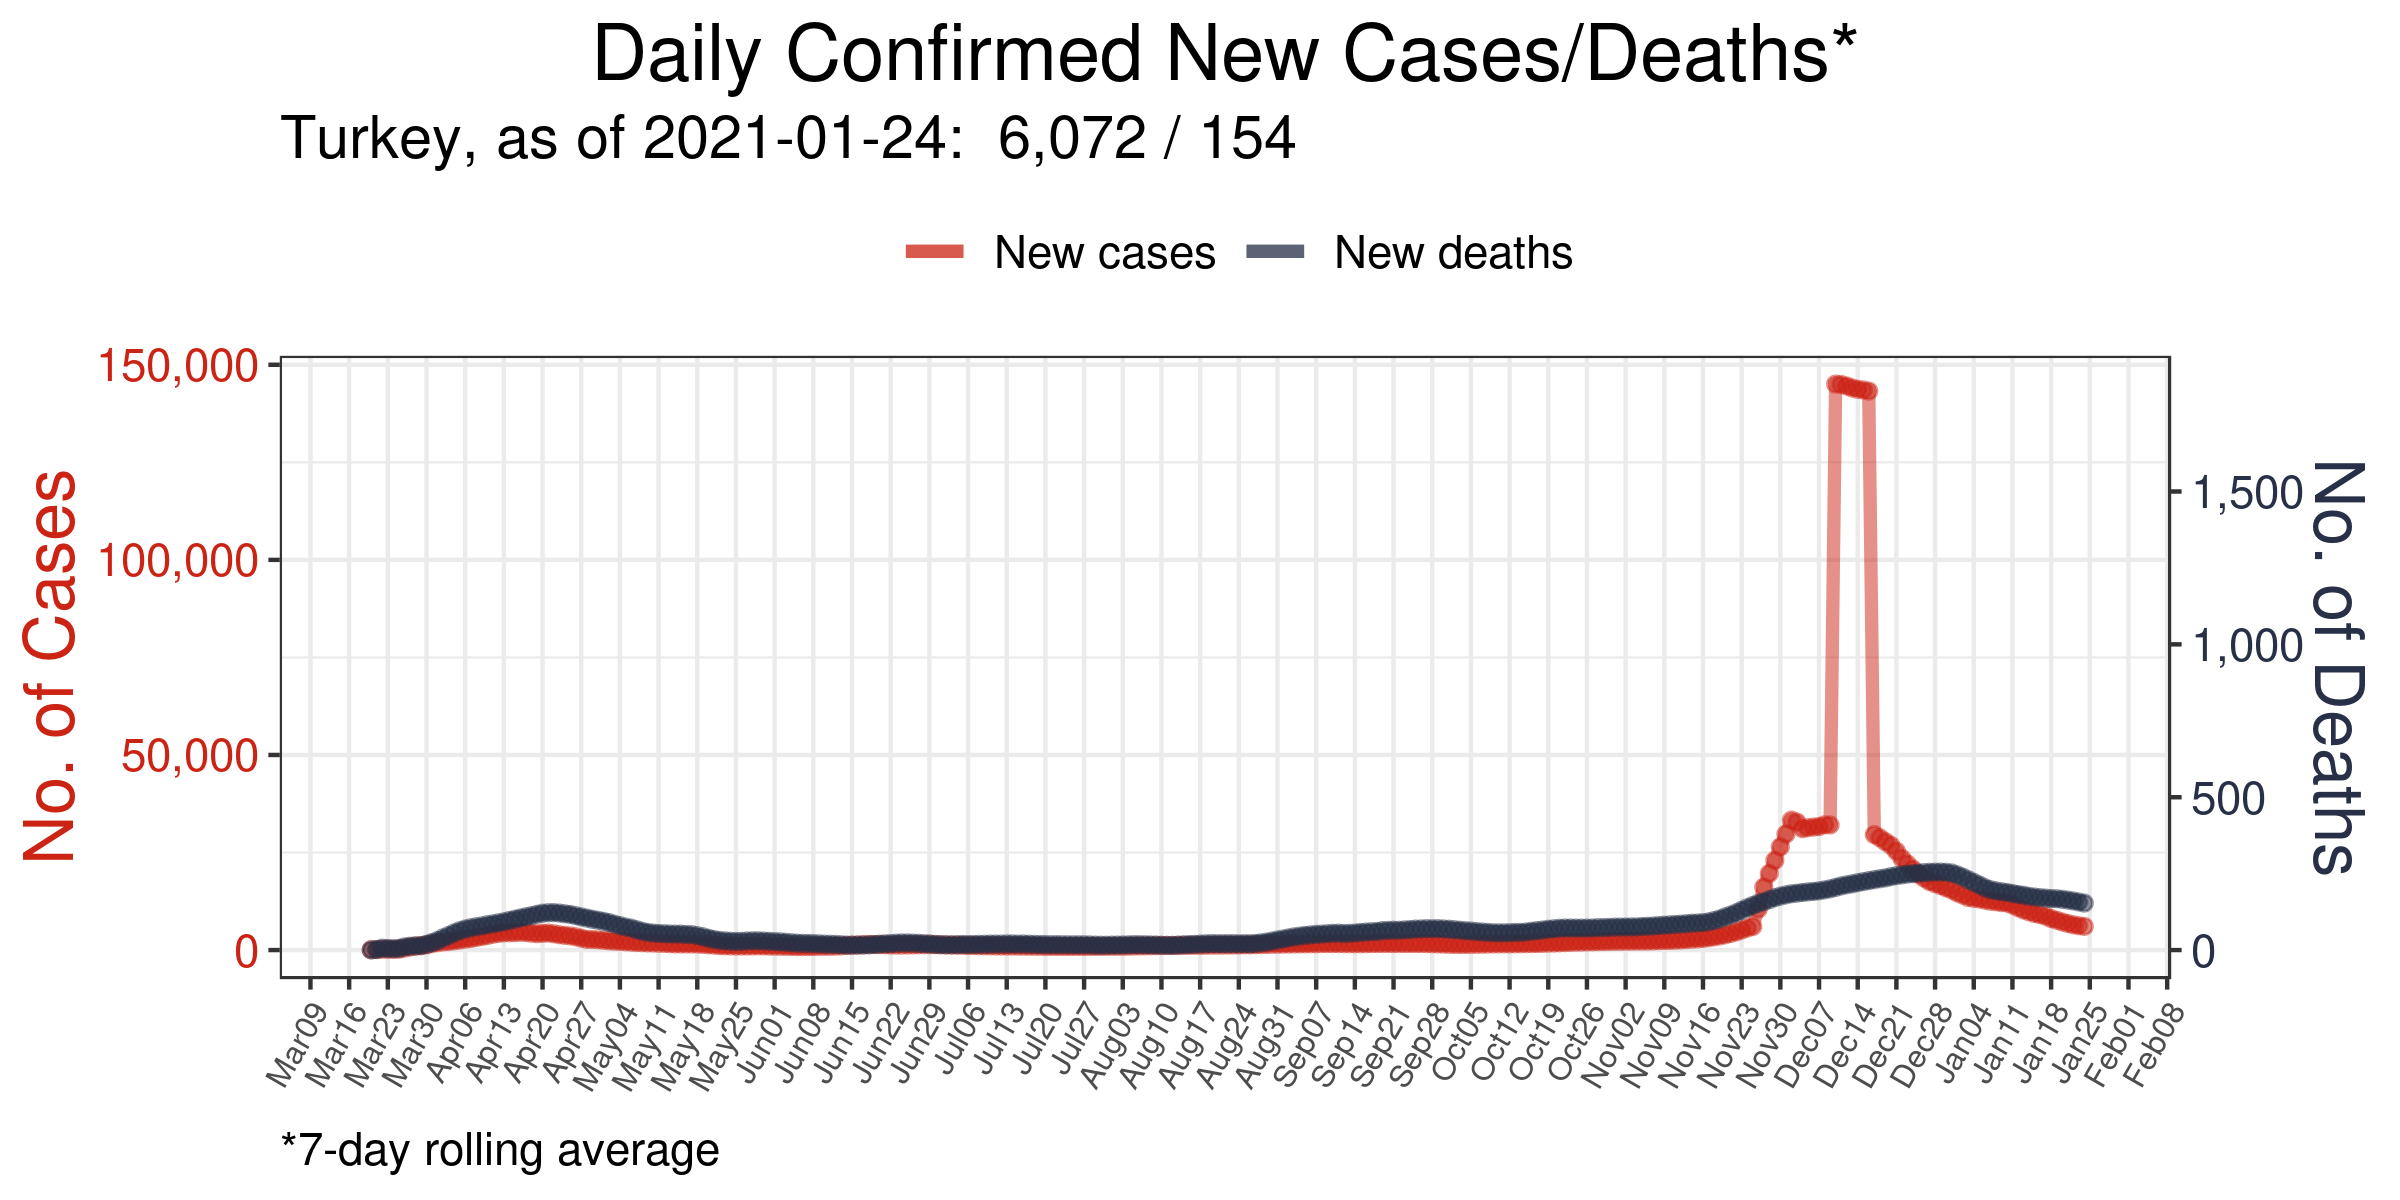 Daily Confirmed New Cases/Deaths*
Turkey, as of 2021-01-24:  6,072 / 154
New cases
New deaths
No. of Cases
150,000
100,000
50,000
0
1,500
1,000
500
0
No. of Deaths
Mar09
Mar16
Mar23
Mar30
Apr06
Apr13
Apr20
Apr27
May04
May11
May18
May25
Jun01
Jun08
Jun15
Jun22
Jun29
Jul06
Jul13
Jul20
Jul27
Aug03
Aug10
Aug17
Aug24
Aug31
Sep07
Sep14
Sep21
Sep28
Oct05
Oct12
Oct19
Oct26
Nov02
Nov09
Nov16
Nov23
Nov30
Dec07
Dec14
Dec21
Dec28
Jan04
Jan11
Jan18
Jan25
Feb01
Feb08
*7-day rolling average